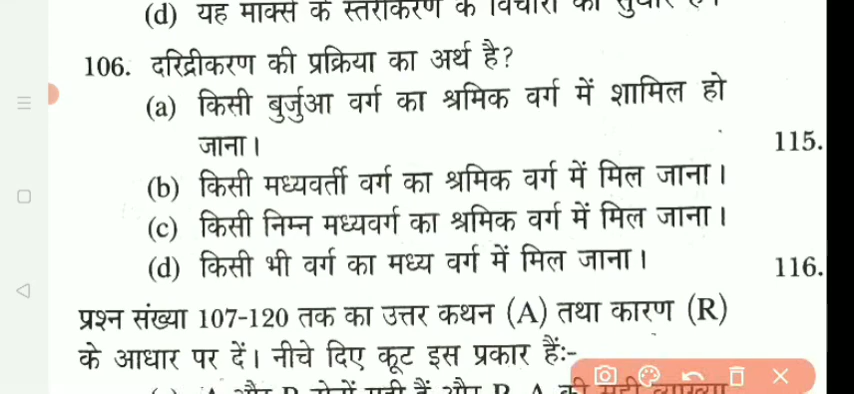 (d) यह मार्क्स के स्तरीकरण के विचारों का
106. दरिद्रीकरण की प्रक्रिया का अर्थ है?
(a) किसी बुर्जुआ वर्ग का श्रमिक वर्ग में शामिल हो
जाना।
115.
(b) किसी मध्यवर्ती वर्ग का श्रमिक वर्ग में मिल जाना।
(c) किसी निम्न मध्यवर्ग का श्रमिक वर्ग में मिल जाना।
(d) किसी भी वर्ग का मध्य वर्ग में मिल जाना।
116.
प्रश्न संख्या 107-120 तक का उत्तर कथन (A) तथा कारण (R)
के आधार पर दें। नीचे दिए कूट इस प्रकार हैं:-